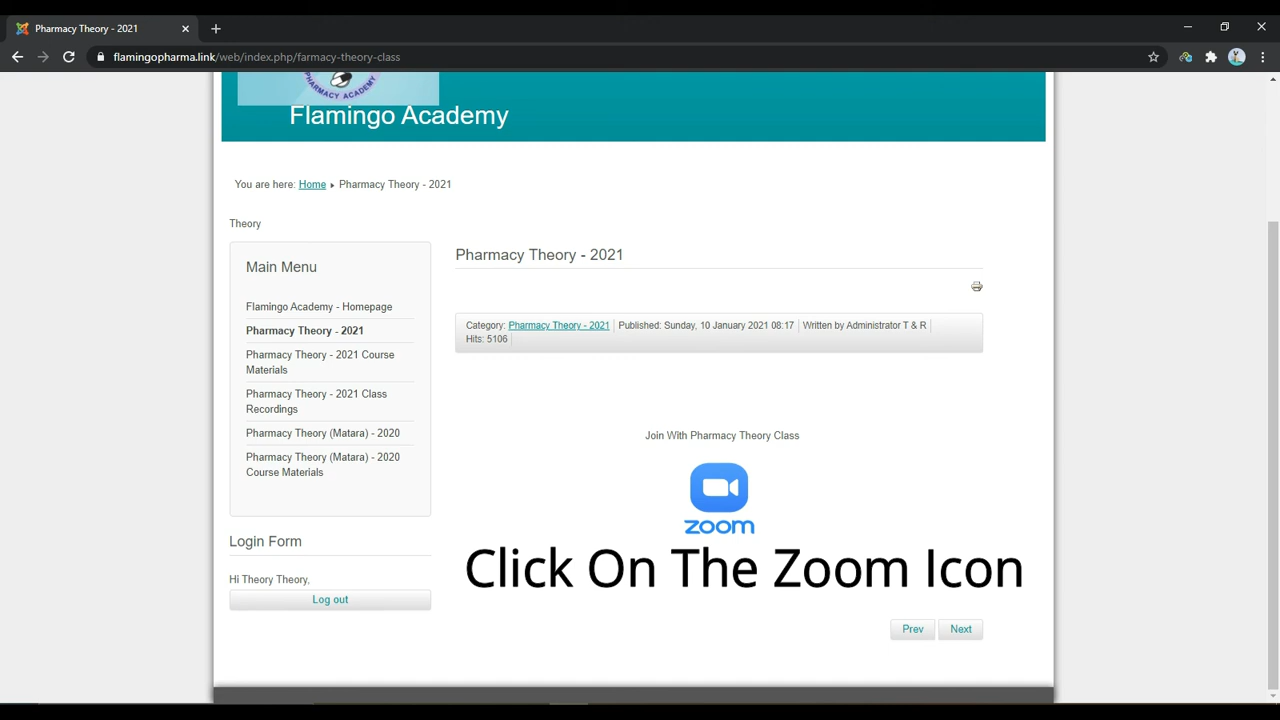 Pharmacy Theory - 2021
flamingopharma.link/web/index.php/farmacy-theory-class
PHARMACY ACADEMY
Flamingo Academy
You are here: Home Pharmacy Theory - 2021
Theory
Main Menu
Flamingo Academy - Homepage
Pharmacy Theory - 2021
Pharmacy Theory - 2021 Course
Materials
Pharmacy Theory - 2021 Class
Recordings
Pharmacy Theory (Matara) - 2020
Pharmacy Theory (Matara) - 2020
Course Materials
Login Form
Hi Theory Theory,
Log out
Pharmacy Theory - 2021
Category: Pharmacy Theory - 2021 Published: Sunday, 10 January 2021 08:17 Written by Administrator T & R
Hits: 5106
Join With Pharmacy Theory Class
zoom
Click On The Zoom Icon
Prev Next